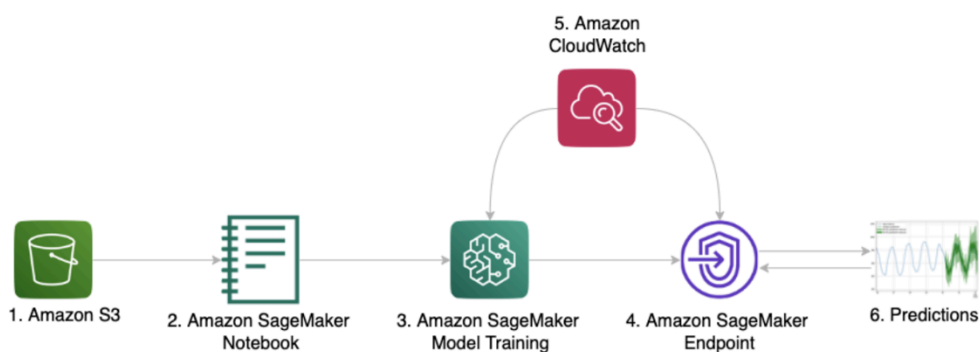 5. Amazon
CloudWatch
1. Amazon S3
2. Amazon SageMaker
Notebook
3. Amazon SageMaker
Model Training
4. Amazon SageMaker
Endpoint
6. Predictions